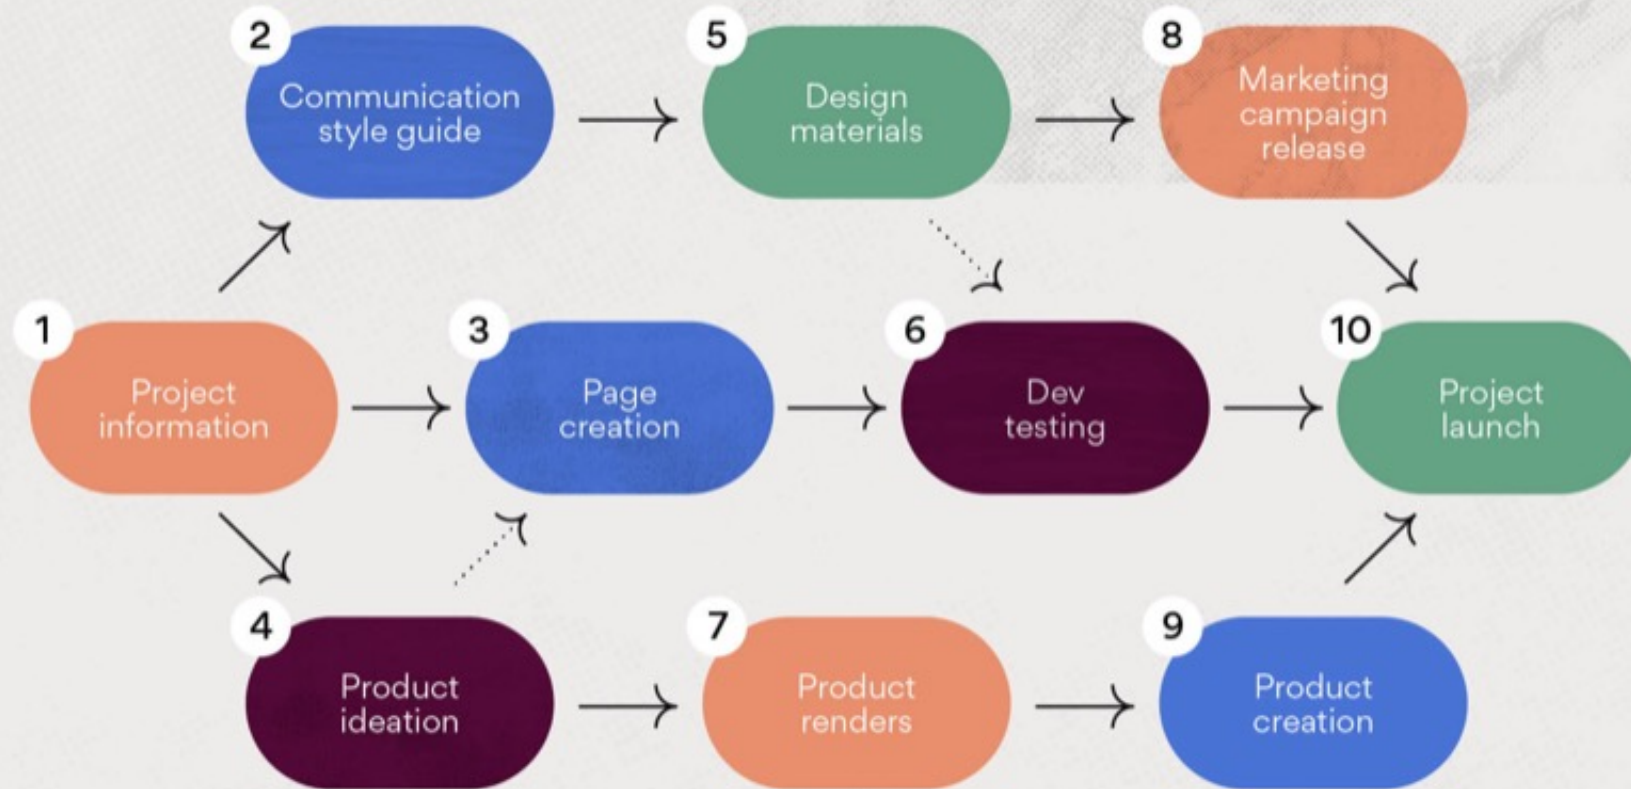 2
Communication
style guide
5
Design
materials
8
Marketing
campaign
release
1
Project
information
3
Page
creation
6
Dev
testing
10
Project
launch
4
Product
ideation
7
Product
renders
9
Product
creation